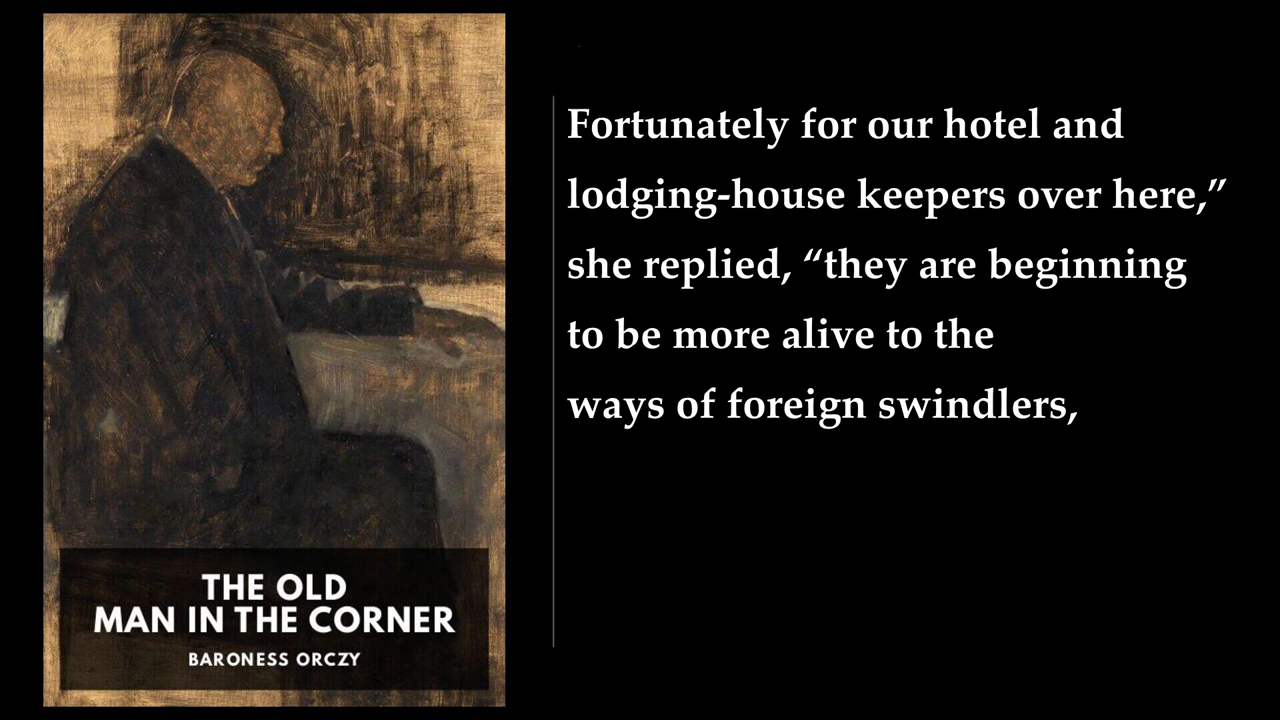 THE OLD
MAN IN THE CORNER
BARONESS ORCZY
Fortunately for our hotel and
lodging-house keepers over here,”
she replied, “they are beginning
to be more alive to the
ways of foreign swindlers,